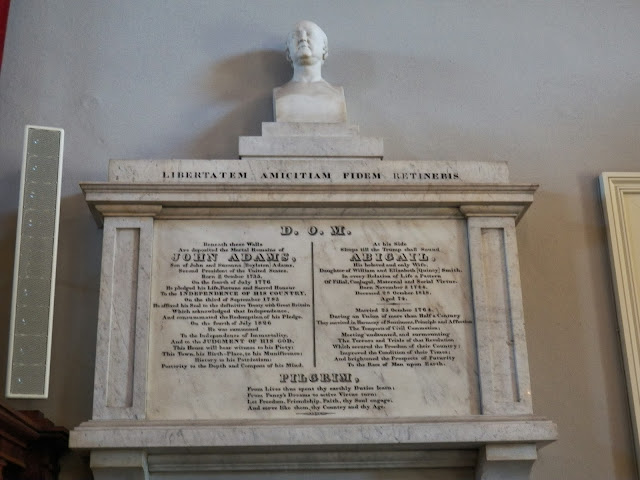 LIBERTATEM AMICITIAM FIDEM RETINEBIS
D. O. M.
Beneath these Walls
Are deposited the Mortal Remains of
JOHN ADAMS,
Son of John and Susanna (Boylston) Adams,
Second President of the United States.
Born 30 October 1735.
On the fourth of July 1776
He pledged his Life, Fortune and Sacred Honour
To the INDEPENDENCE OF HIS COUNTRY.
On the third of September 1783
He affixed his Seal to the definitive Treaty with Great Britain
Which acknowledged that Independence,
And consummated the Redemption of his Pledge.
On the fourth of July 1826
He was summoned
To the Independence of Immortality,
And to the JUDGMENT OF HIS GOD.
This House will bear witness to his Piety:
This Town, his Birth-Place, to his Munificence:
History to his Patriotism:
Posterity to the Depth and Compass of his Mind.
At his Side
Sleeps till the Trump shall Sound
ABIGAIL,
His beloved and only Wife,
Daughter of William and Elizabeth (Quincy) Smith.
In every Relation of Life a Pattern
Of Filial, Conjugal, Maternal and Social Virtue.
Born November 1744,
Deceased 28 October 1818,
Aged 74.
Married 25 October 1764.
During an Union of more than Half a Century
They survived in Harmony of Sentiment, Principle and Affection
The Tempests of Civil Commotion;
Meeting undaunted, and surmounting
The Terrors and Trials of that Revolution
Which secured the Freedom of their Country;
Improved the Condition of their Times;
And brightened the Prospects of Futurity
To the Race of Man upon Earth.
PILGRIM,
From Lives thus spent thy earthly Duties learn;
From Fancy's Dreams to active Virtue turn:
Let Freedom, Friendship, Faith, thy Soul engage,
And serve like them, thy Country and thy Age.